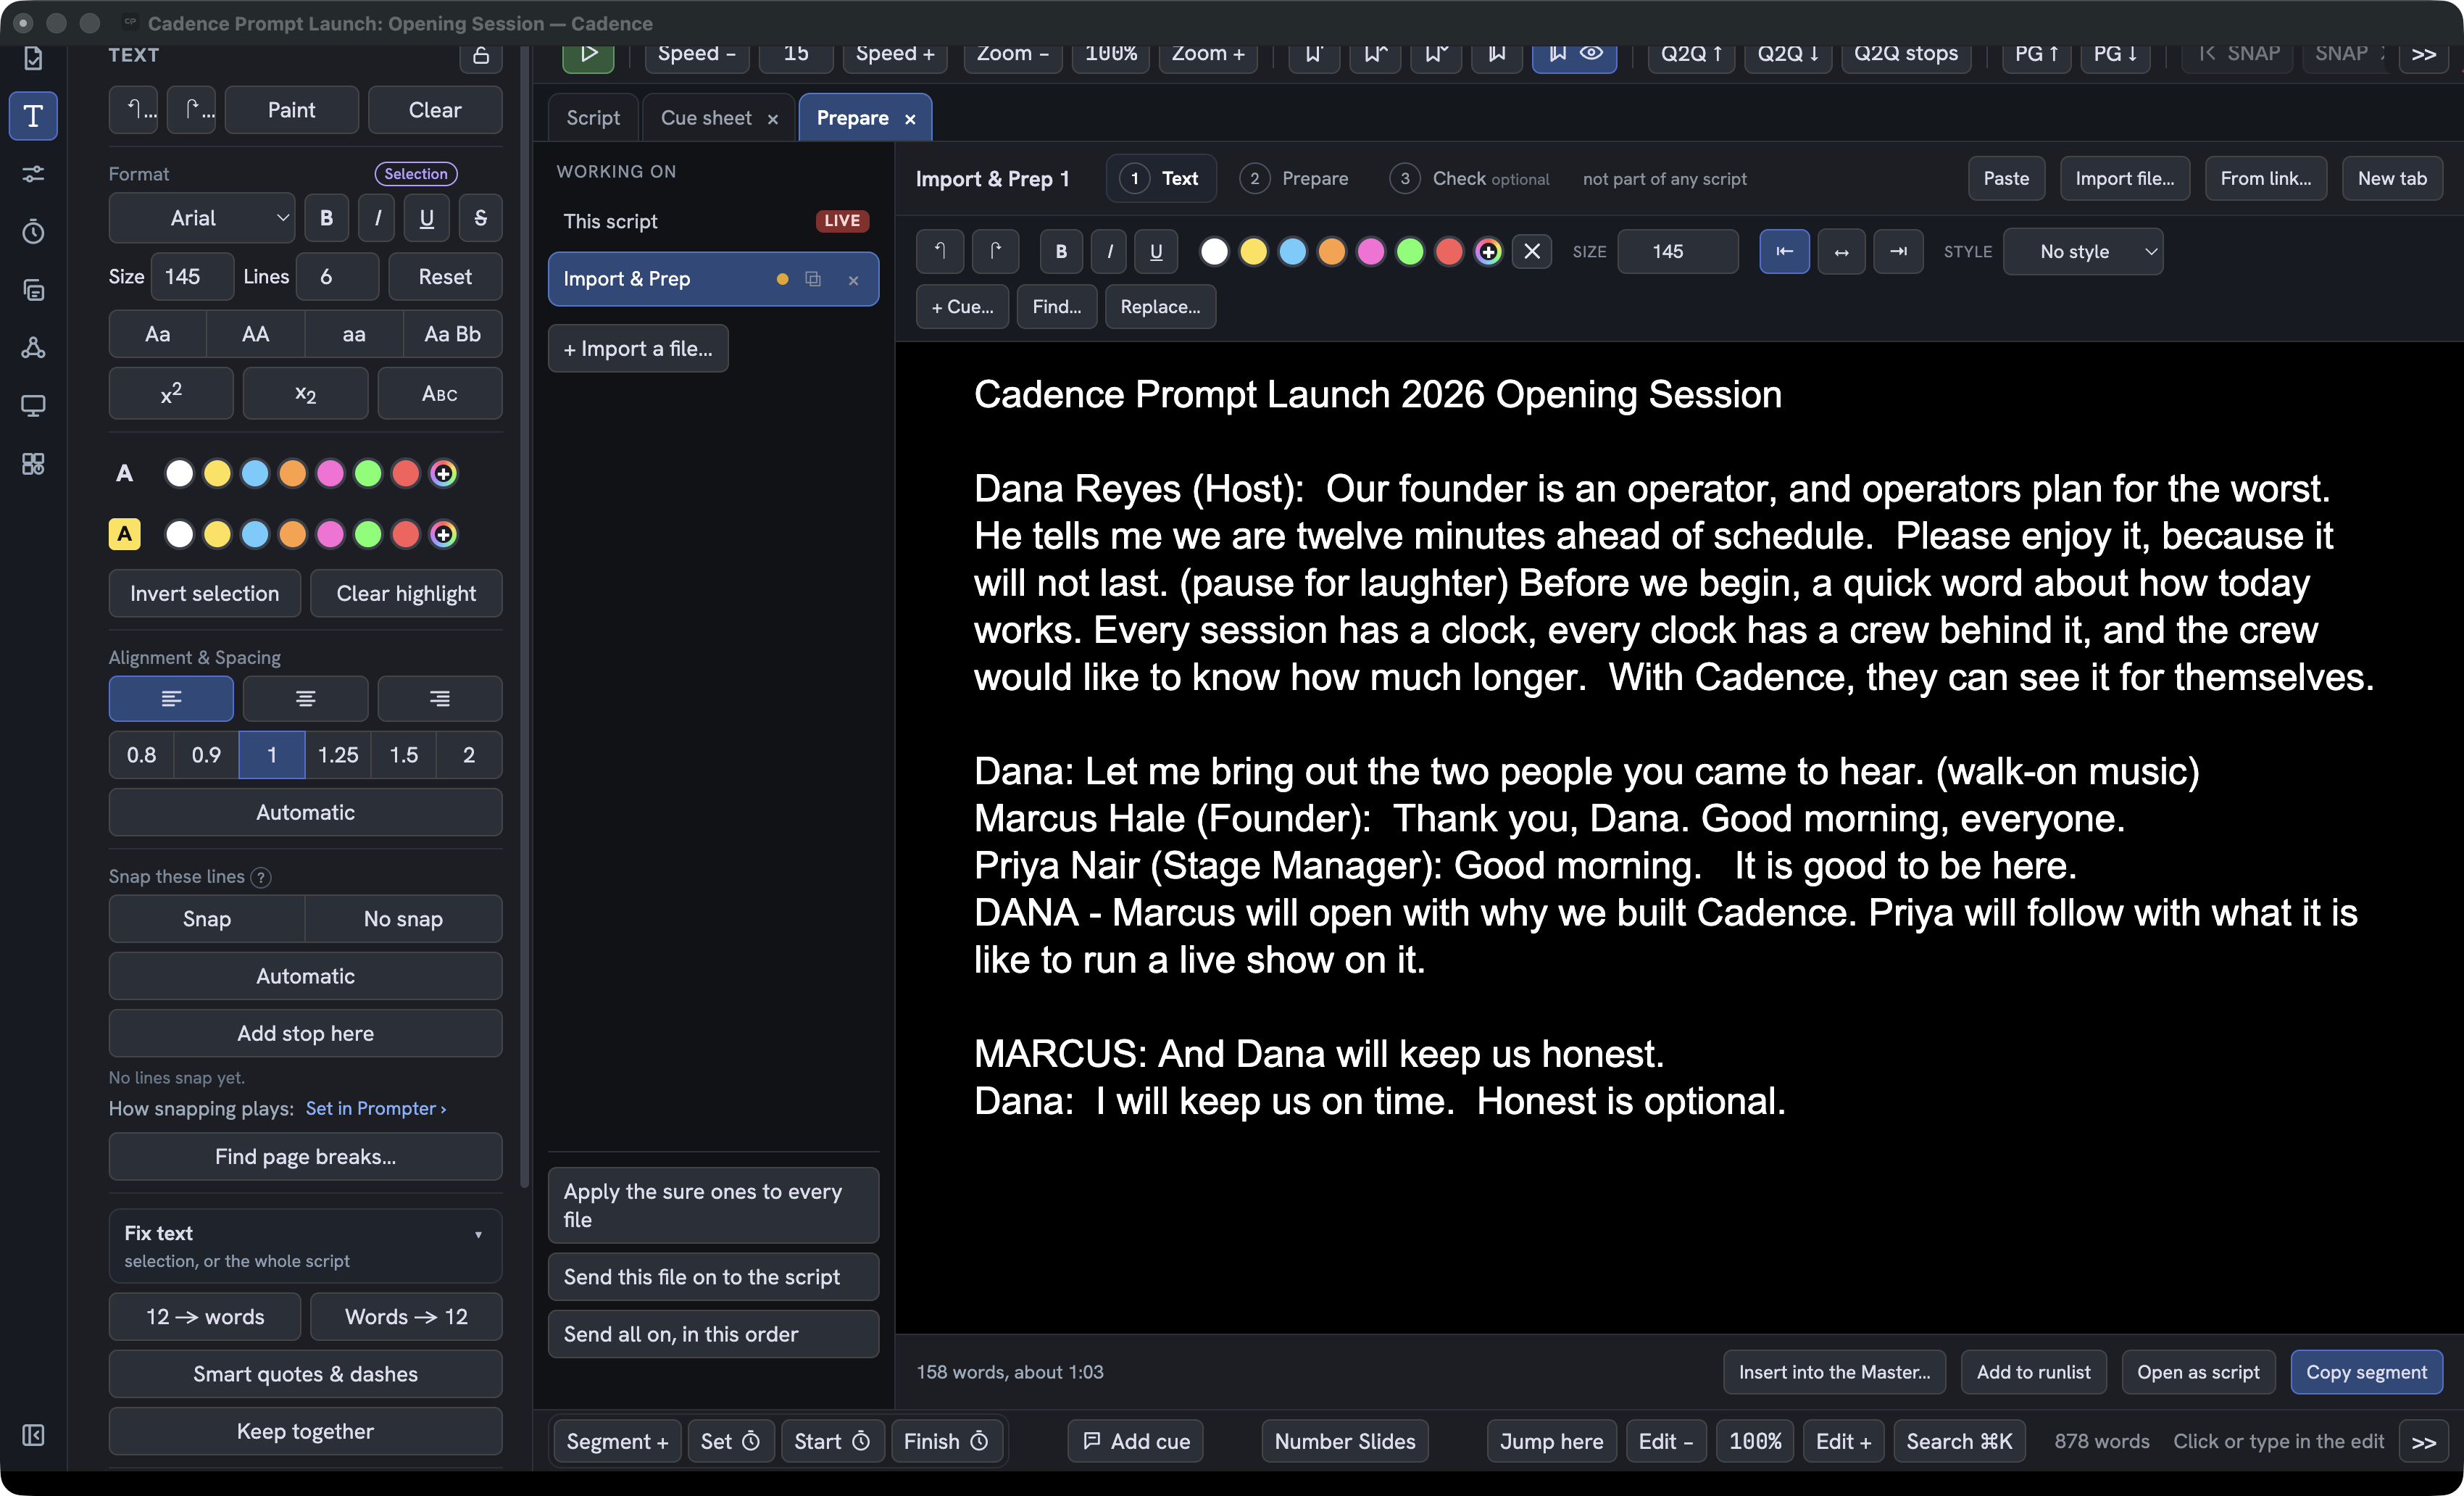 Cadence Prompt Launch: Opening Session — Cadence
TEXT
Paint
Clear
Format
Selection
Arial
B
I
U
S
Size
145
Lines
6
Reset
Aa
AA
aa
Aa Bb
x2
x2
ABC
A
A
Invert selection
Clear highlight
Alignment & Spacing
0.8
0.9
1
1.25
1.5
2
Automatic
Snap these lines ?
Snap
No snap
Automatic
Add stop here
No lines snap yet.
How snapping plays: Set in Prompter ›
Find page breaks...
Fix text
selection, or the whole script
12 → words
Words → 12
Smart quotes & dashes
Keep together
Speed –
15
Speed +
Zoom –
100%
Zoom +
Q2Q ↑
Q2Q ↓
Q2Q stops
PG ↑
PG ↓
SNAP
SNAP
>>
Script
Cue sheet ×
Prepare ×
WORKING ON
This script
LIVE
Import & Prep
+ Import a file...
Apply the sure ones to every
file
Send this file on to the script
Send all on, in this order
Import & Prep 1
1 Text
2 Prepare
3 Check optional
not part of any script
Paste
Import file...
From link...
New tab
B
I
U
SIZE
145
STYLE
No style
+ Cue...
Find...
Replace...
Cadence Prompt Launch 2026 Opening Session
Dana Reyes (Host):  Our founder is an operator, and operators plan for the worst.
He tells me we are twelve minutes ahead of schedule.  Please enjoy it, because it
will not last. (pause for laughter) Before we begin, a quick word about how today
works. Every session has a clock, every clock has a crew behind it, and the crew
would like to know how much longer.  With Cadence, they can see it for themselves.
Dana: Let me bring out the two people you came to hear. (walk-on music)
Marcus Hale (Founder):  Thank you, Dana. Good morning, everyone.
Priya Nair (Stage Manager): Good morning.   It is good to be here.
DANA - Marcus will open with why we built Cadence. Priya will follow with what it is
like to run a live show on it.
MARCUS: And Dana will keep us honest.
Dana:  I will keep us on time.  Honest is optional.
158 words, about 1:03
Insert into the Master...
Add to runlist
Open as script
Copy segment
Segment +
Set
Start
Finish
Add cue
Number Slides
Jump here
Edit –
100%
Edit +
Search ⌘K
878 words
Click or type in the edit
>>